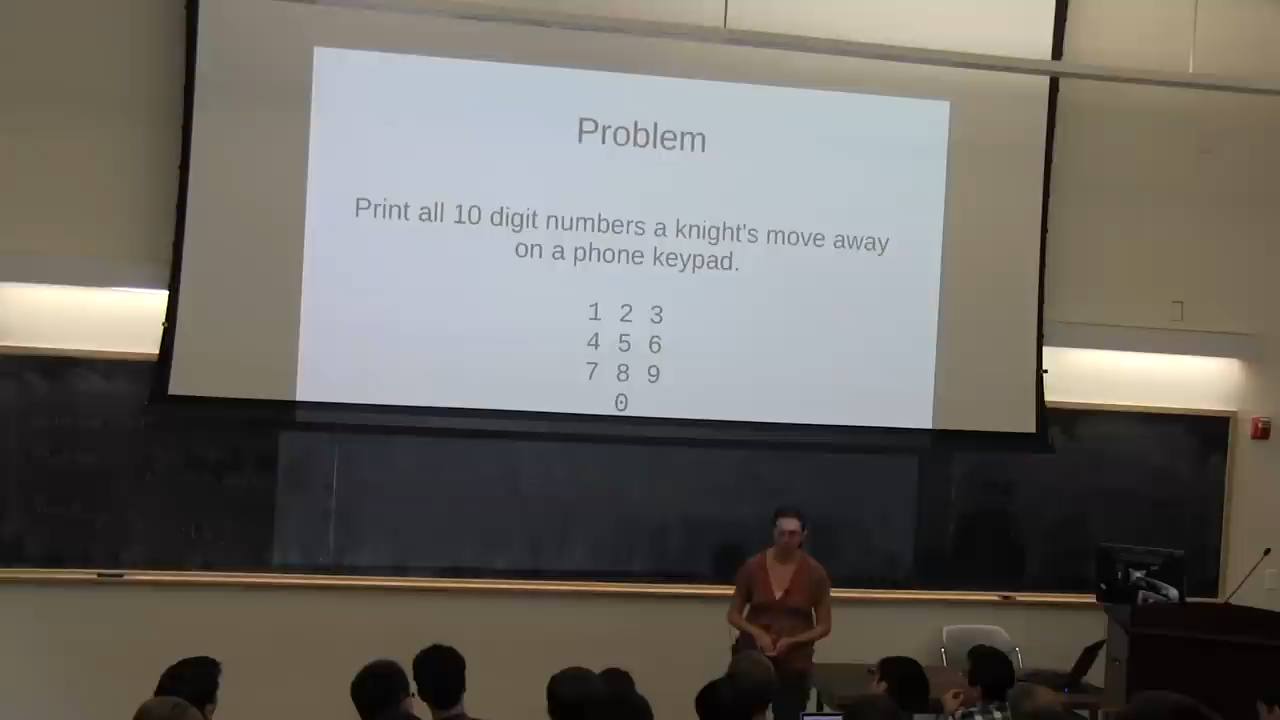 Problem
Print all 10 digit numbers a knight's move away
on a phone keypad.
1 2 3
4 5 6
7 8 9
0